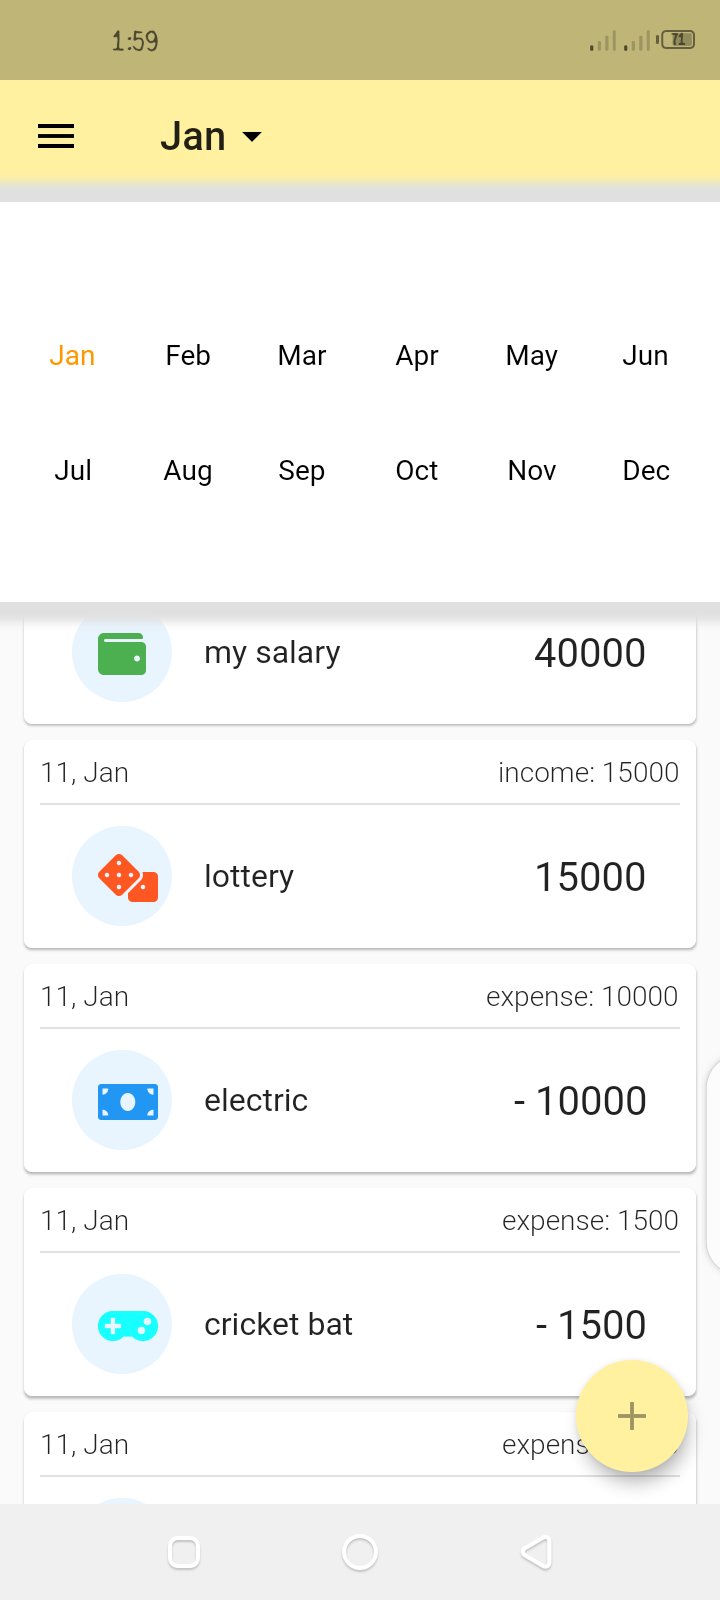 1:59
71
Jan
Jan Feb Mar Apr May Jun
Jul Aug Sep Oct Nov Dec
my salary 40000
11, Jan income: 15000
lottery 15000
11, Jan expense: 10000
electric - 10000
11, Jan expense: 1500
cricket bat - 1500
11, Jan